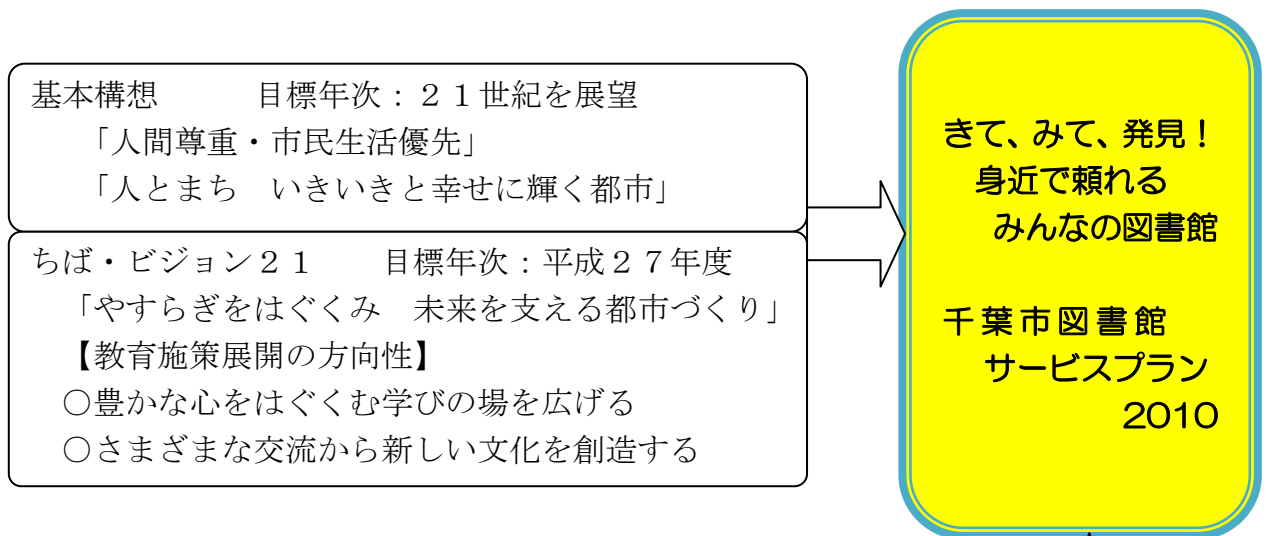 基本構想　　　目標年次：２１世紀を展望
「人間尊重・市民生活優先」
「人とまち　いきいきと幸せに輝く都市」
ちば・ビジョン２１　　目標年次：平成２７年度
「やすらぎをはぐくみ　未来を支える都市づくり」
【教育施策展開の方向性】
○豊かな心をはぐくむ学びの場を広げる
○さまざまな交流から新しい文化を創造する
きて、みて、発見！
身近で頼れる
みんなの図書館
千葉市図書館
サービスプラン
２０１０